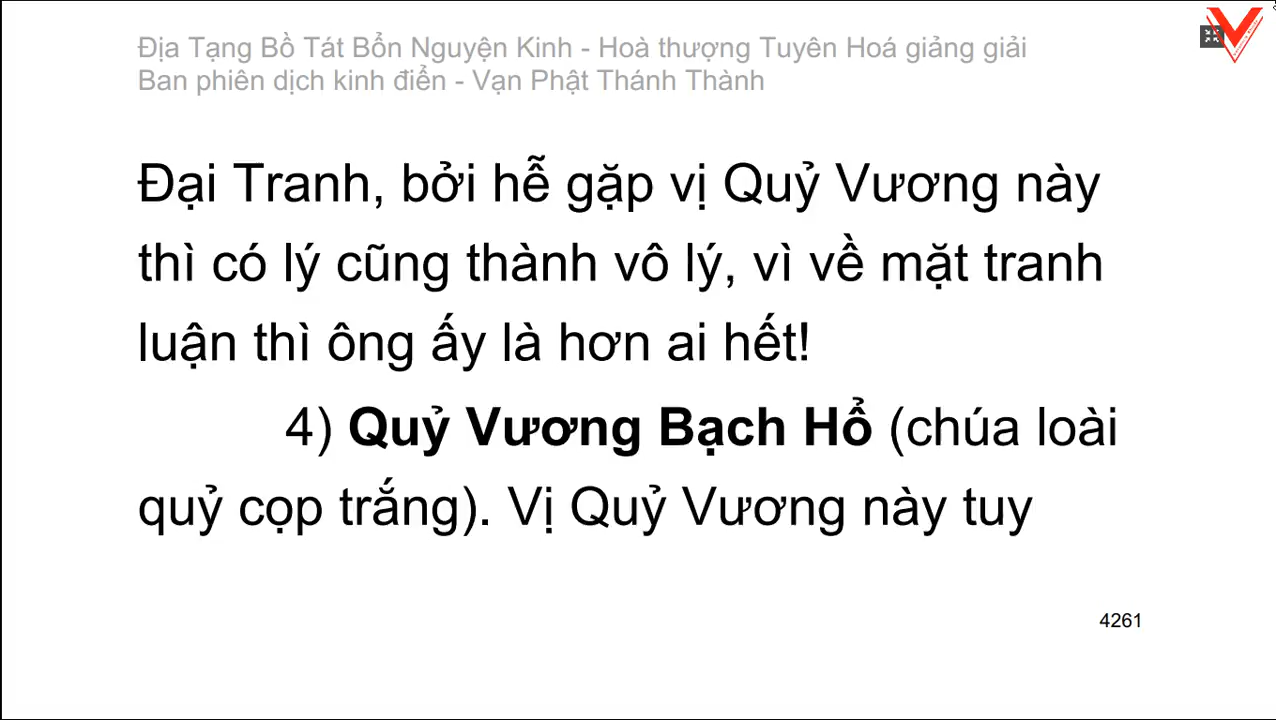 Địa Tạng Bồ Tát Bổn Nguyện Kinh - Hoà thượng Tuyên Hoá giảng giải
Ban phiên dịch kinh điển - Vạn Phật Thánh Thành
Đại Tranh, bởi hễ gặp vị Quỷ Vương này
thì có lý cũng thành vô lý, vì về mặt tranh
luận thì ông ấy là hơn ai hết!
4) Quỷ Vương Bạch Hổ (chúa loài
quỷ cọp trắng). Vị Quỷ Vương này tuy
4261